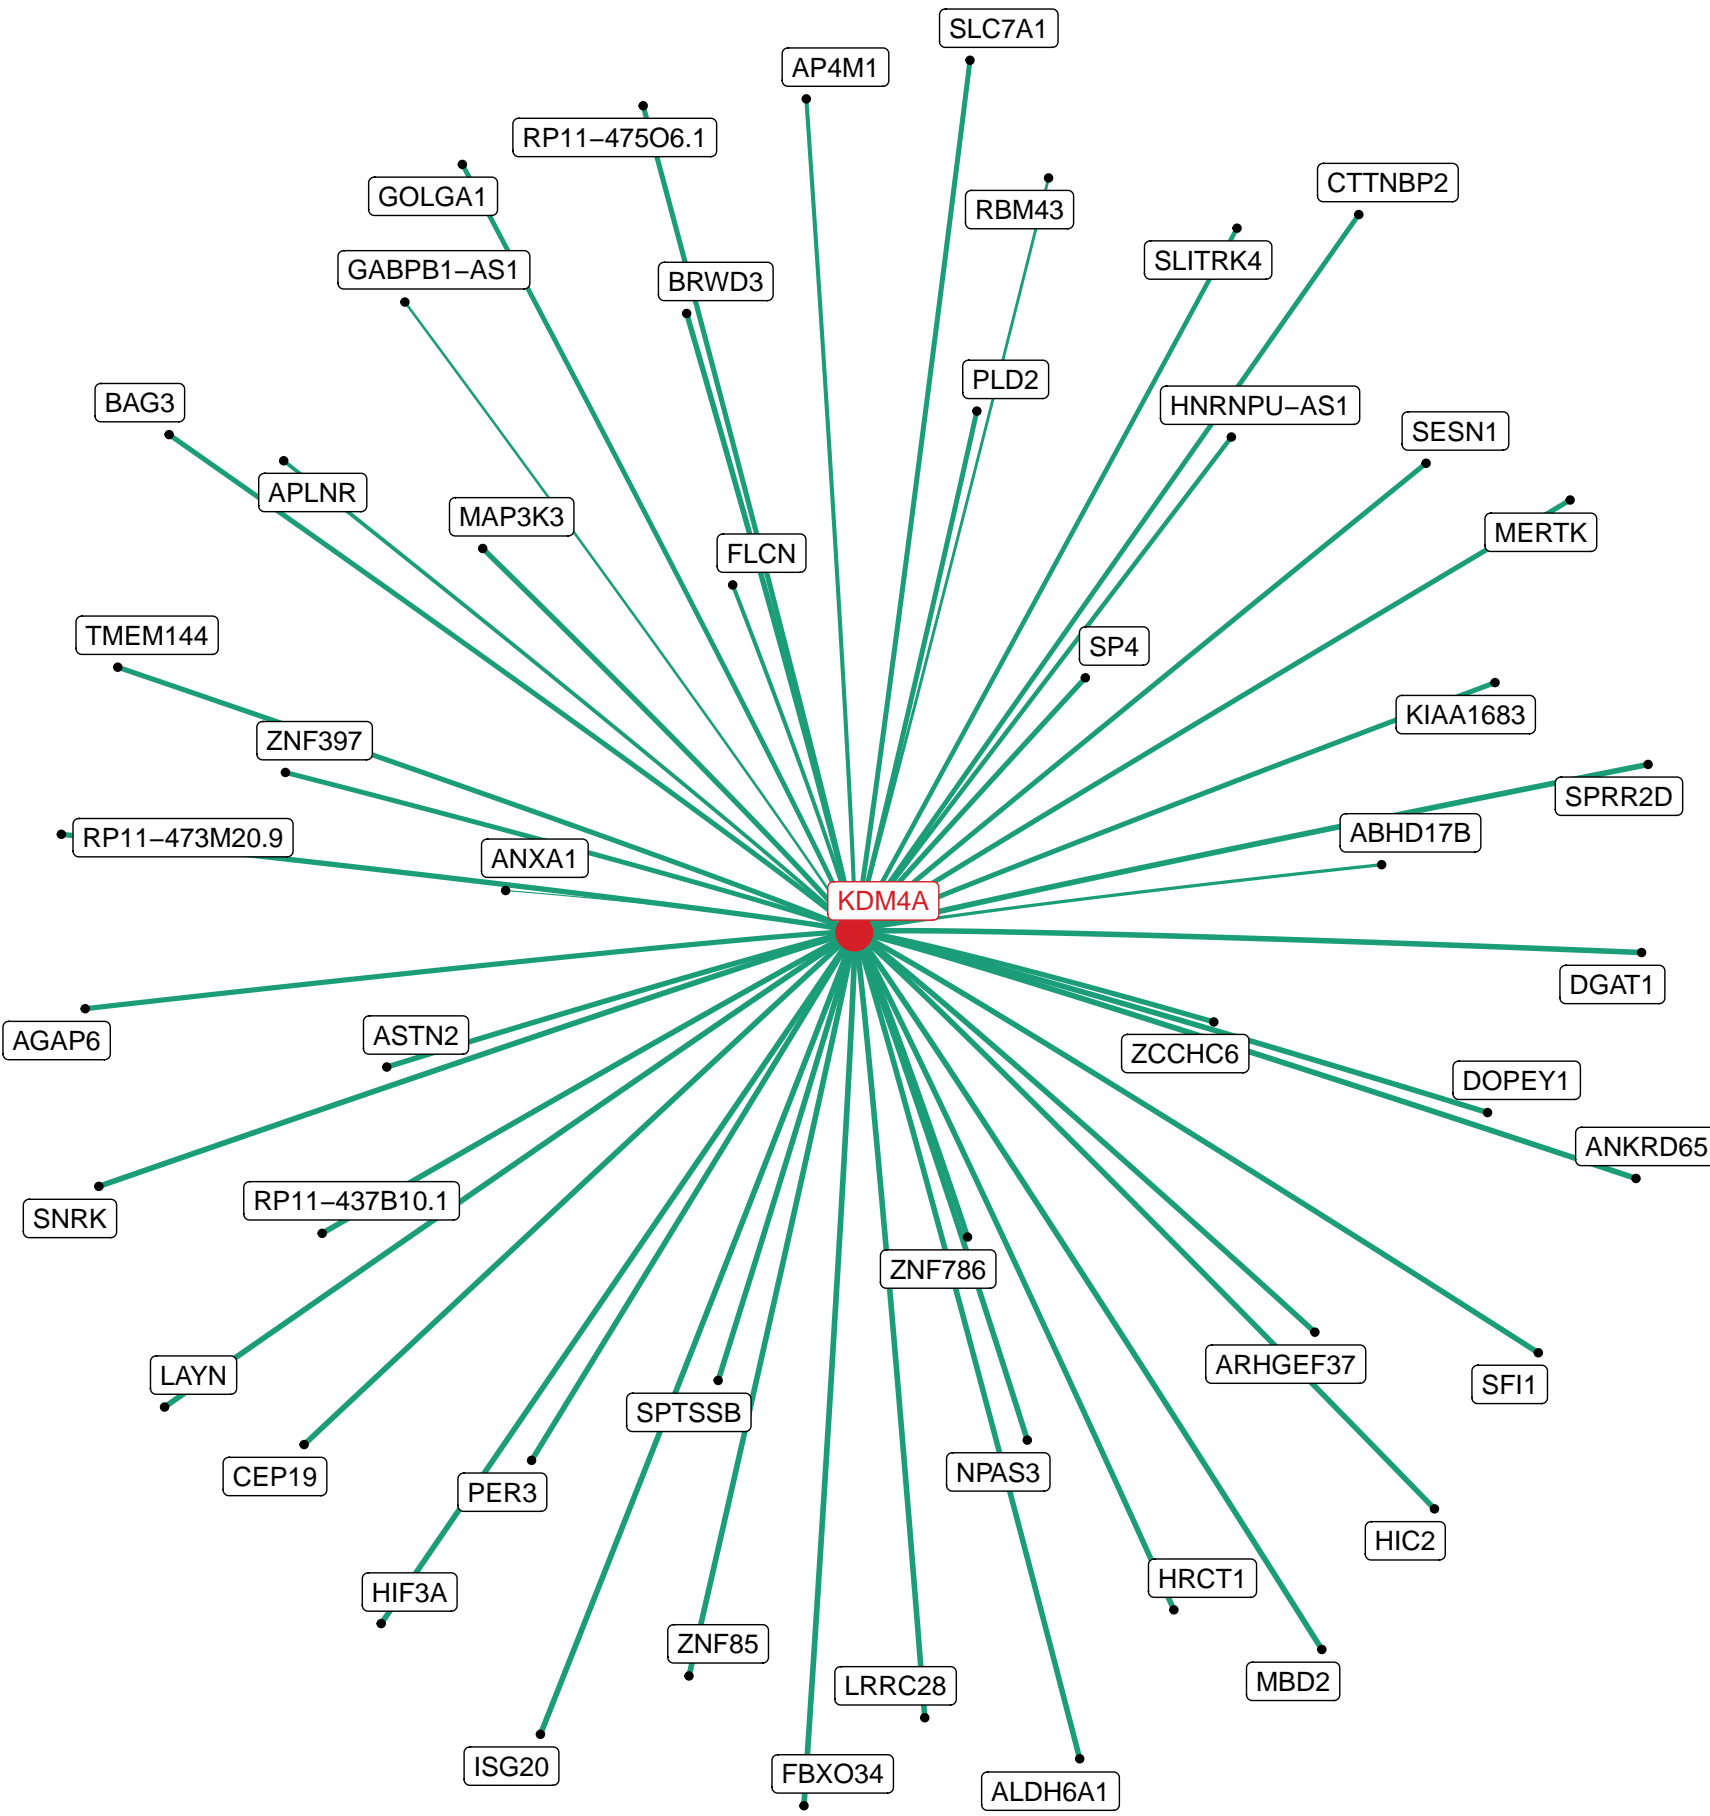 SLC7A1
AP4M1
RP11−475O6.1
CTTNBP2
GOLGA1
RBM43
SLITRK4
GABPB1−AS1
BRWD3
PLD2
BAG3
HNRNPU−AS1
SESN1
APLNR
MAP3K3
MERTK
FLCN
TMEM144
SP4
KIAA1683
ZNF397
SPRR2D
ABHD17B
RP11−473M20.9
ANXA1
KDM4A
DGAT1
ASTN2
AGAP6
ZCCHC6
DOPEY1
ANKRD65
RP11−437B10.1
SNRK
ZNF786
ARHGEF37
LAYN
SFI1
SPTSSB
NPAS3
CEP19
PER3
HIC2
HRCT1
HIF3A
ZNF85
MBD2
LRRC28
ISG20
FBXO34
ALDH6A1